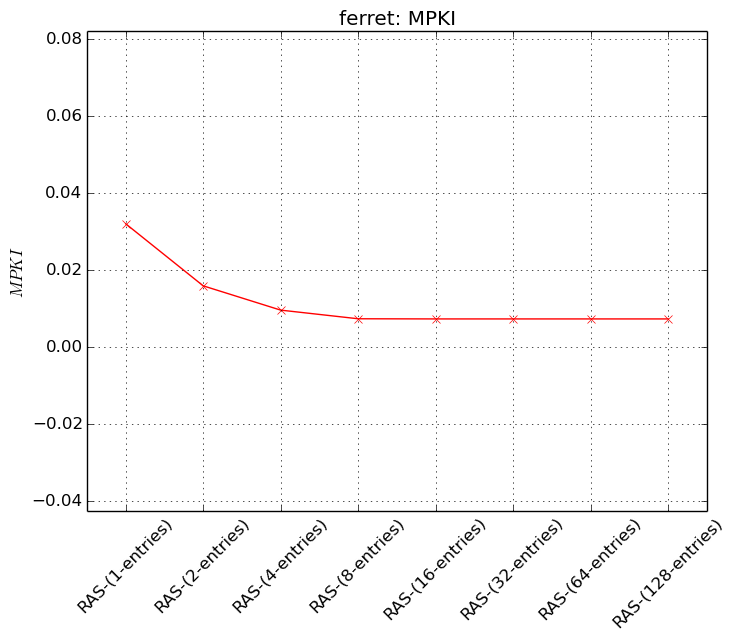 ferret: MPKI
0.08
0.06
0.04
0.02
0.00
−0.02
−0.04
MPKI
RAS-(1-entries)
RAS-(2-entries)
RAS-(4-entries)
RAS-(8-entries)
RAS-(16-entries)
RAS-(32-entries)
RAS-(64-entries)
RAS-(128-entries)